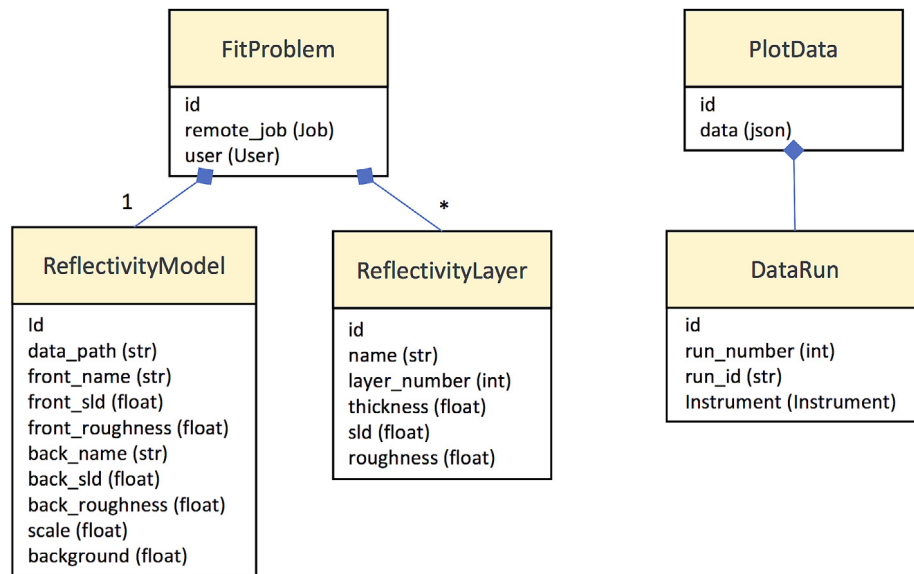 FitProblem
id
remote_job (Job)
user (User)
PlotData
id
data (json)
1
*
ReflectivityModel
Id
data_path (str)
front_name (str)
front_sld (float)
front_roughness (float)
back_name (str)
back_sld (float)
back_roughness (float)
scale (float)
background (float)
ReflectivityLayer
id
name (str)
layer_number (int)
thickness (float)
sld (float)
roughness (float)
DataRun
id
run_number (int)
run_id (str)
Instrument (Instrument)